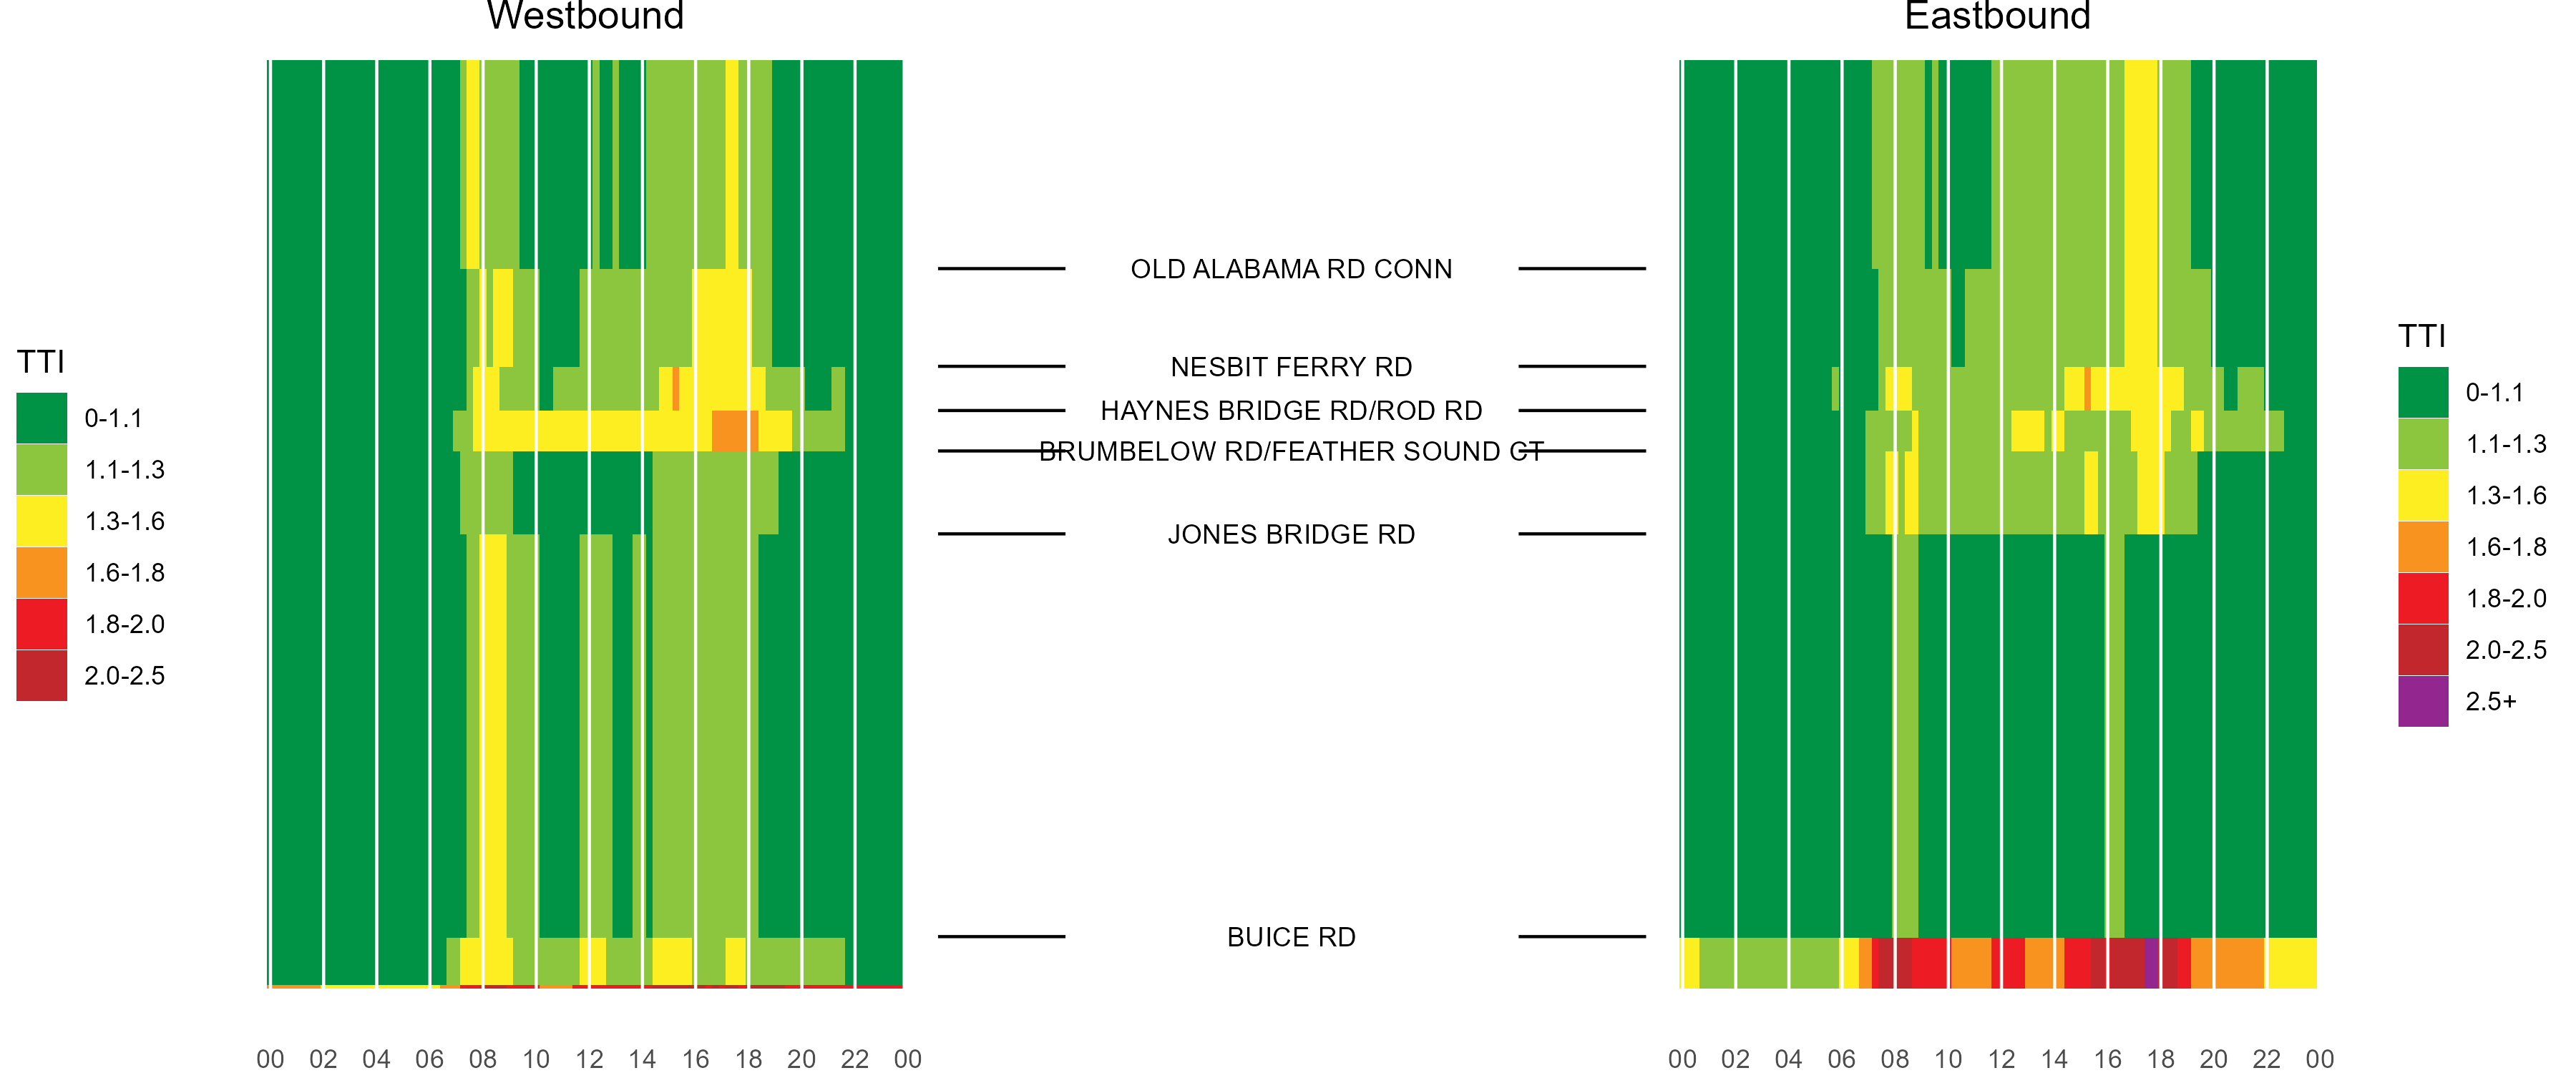 Westbound
Eastbound
TTI
0-1.1
1.1-1.3
1.3-1.6
1.6-1.8
1.8-2.0
2.0-2.5
OLD ALABAMA RD CONN
NESBIT FERRY RD
HAYNES BRIDGE RD/ROD RD
BRUMBELOW RD/FEATHER SOUND CT
JONES BRIDGE RD
BUICE RD
TTI
0-1.1
1.1-1.3
1.3-1.6
1.6-1.8
1.8-2.0
2.0-2.5
2.5+
00 02 04 06 08 10 12 14 16 18 20 22 00
00 02 04 06 08 10 12 14 16 18 20 22 00